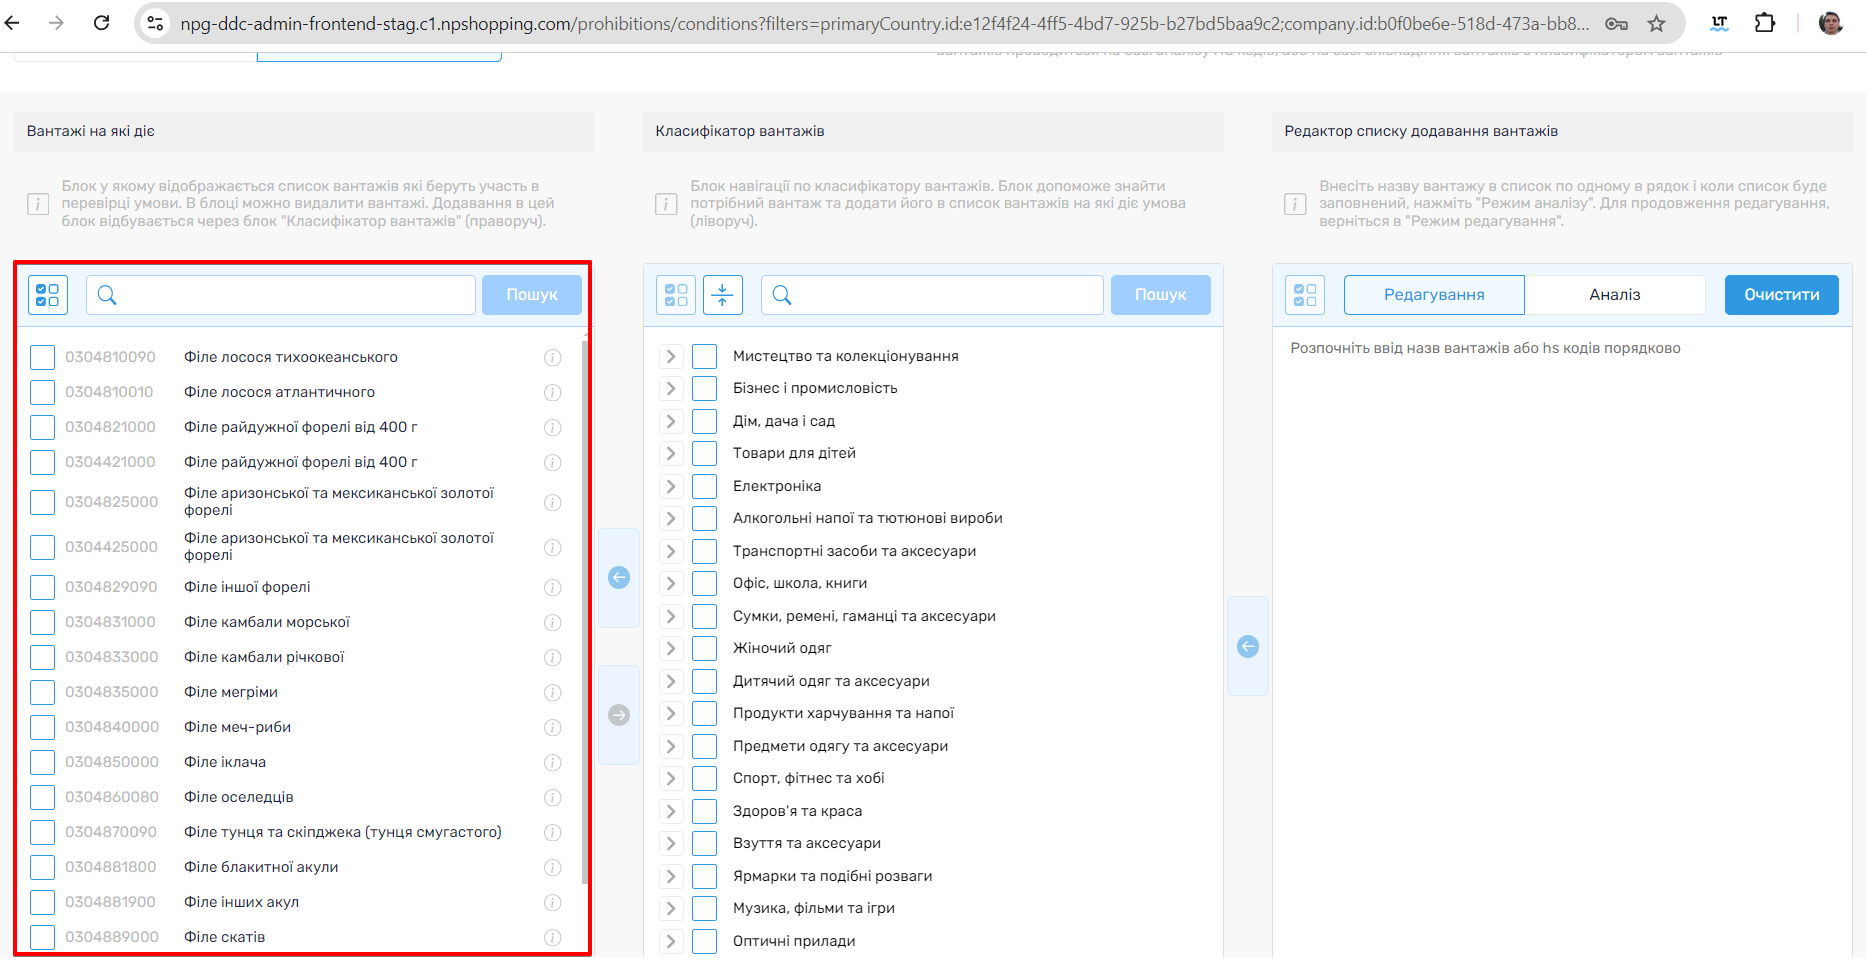 npg-ddc-admin-frontend-stag.c1.npshopping.com/prohibitions/conditions?filters=primaryCountry.id:e12f4f24-4ff5-4bd7-925b-b27bd5baa9c2;company.id:b0f0be6e-518d-473a-bb8...
LT
Вантажі на які діє
Блок у якому відображається список вантажів які беруть участь в
перевірці умови. В блоці можно видалити вантажі. Додавання в цей
блок відбувається через блок "Класифікатор вантажів" (праворуч).
Пошук
0304810090 Філе лосося тихоокеанського
0304810010 Філе лосося атлантичного
0304821000 Філе райдужної форелі від 400 г
0304421000 Філе райдужної форелі від 400 г
0304825000 Філе аризонської та мексиканської золотої
форелі
0304425000 Філе аризонської та мексиканської золотої
форелі
0304829090 Філе іншої форелі
0304831000 Філе камбали морської
0304833000 Філе камбали річкової
0304835000 Філе мегріми
0304840000 Філе меч-риби
0304850000 Філе іклача
0304860080 Філе оселедців
0304870090 Філе тунця та скіпджека (тунця смугастого)
0304881800 Філе блакитної акули
0304881900 Філе інших акул
0304889000 Філе скатів
Класифікатор вантажів
Блок навігації по класифікатору вантажів. Блок допоможе знайти
потрібний вантаж та додати його в список вантажів на які діє умова
(ліворуч).
Пошук
Мистецтво та колекціонування
Бізнес і промисловість
Дім, дача і сад
Товари для дітей
Електроніка
Алкогольні напої та тютюнові вироби
Транспортні засоби та аксесуари
Офіс, школа, книги
Сумки, ремені, гаманці та аксесуари
Жіночий одяг
Дитячий одяг та аксесуари
Продукти харчування та напої
Предмети одягу та аксесуари
Спорт, фітнес та хобі
Здоров'я та краса
Взуття та аксесуари
Ярмарки та подібні розваги
Музика, фільми та ігри
Оптичні прилади
Редактор списку додавання вантажів
Внесіть назву вантажу в список по одному в рядок і коли список буде
заповнений, нажміть "Режим аналізу". Для продовження редагування,
верніться в "Режим редагування".
Редагування
Аналіз
Очистити
Розпочніть ввід назв вантажів або hs кодів порядково